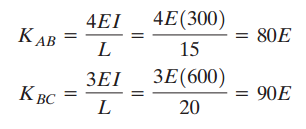 K_AB = 4EI/L = 4E(300)/15 = 80E
K_BC = 3EI/L = 3E(600)/20 = 90E